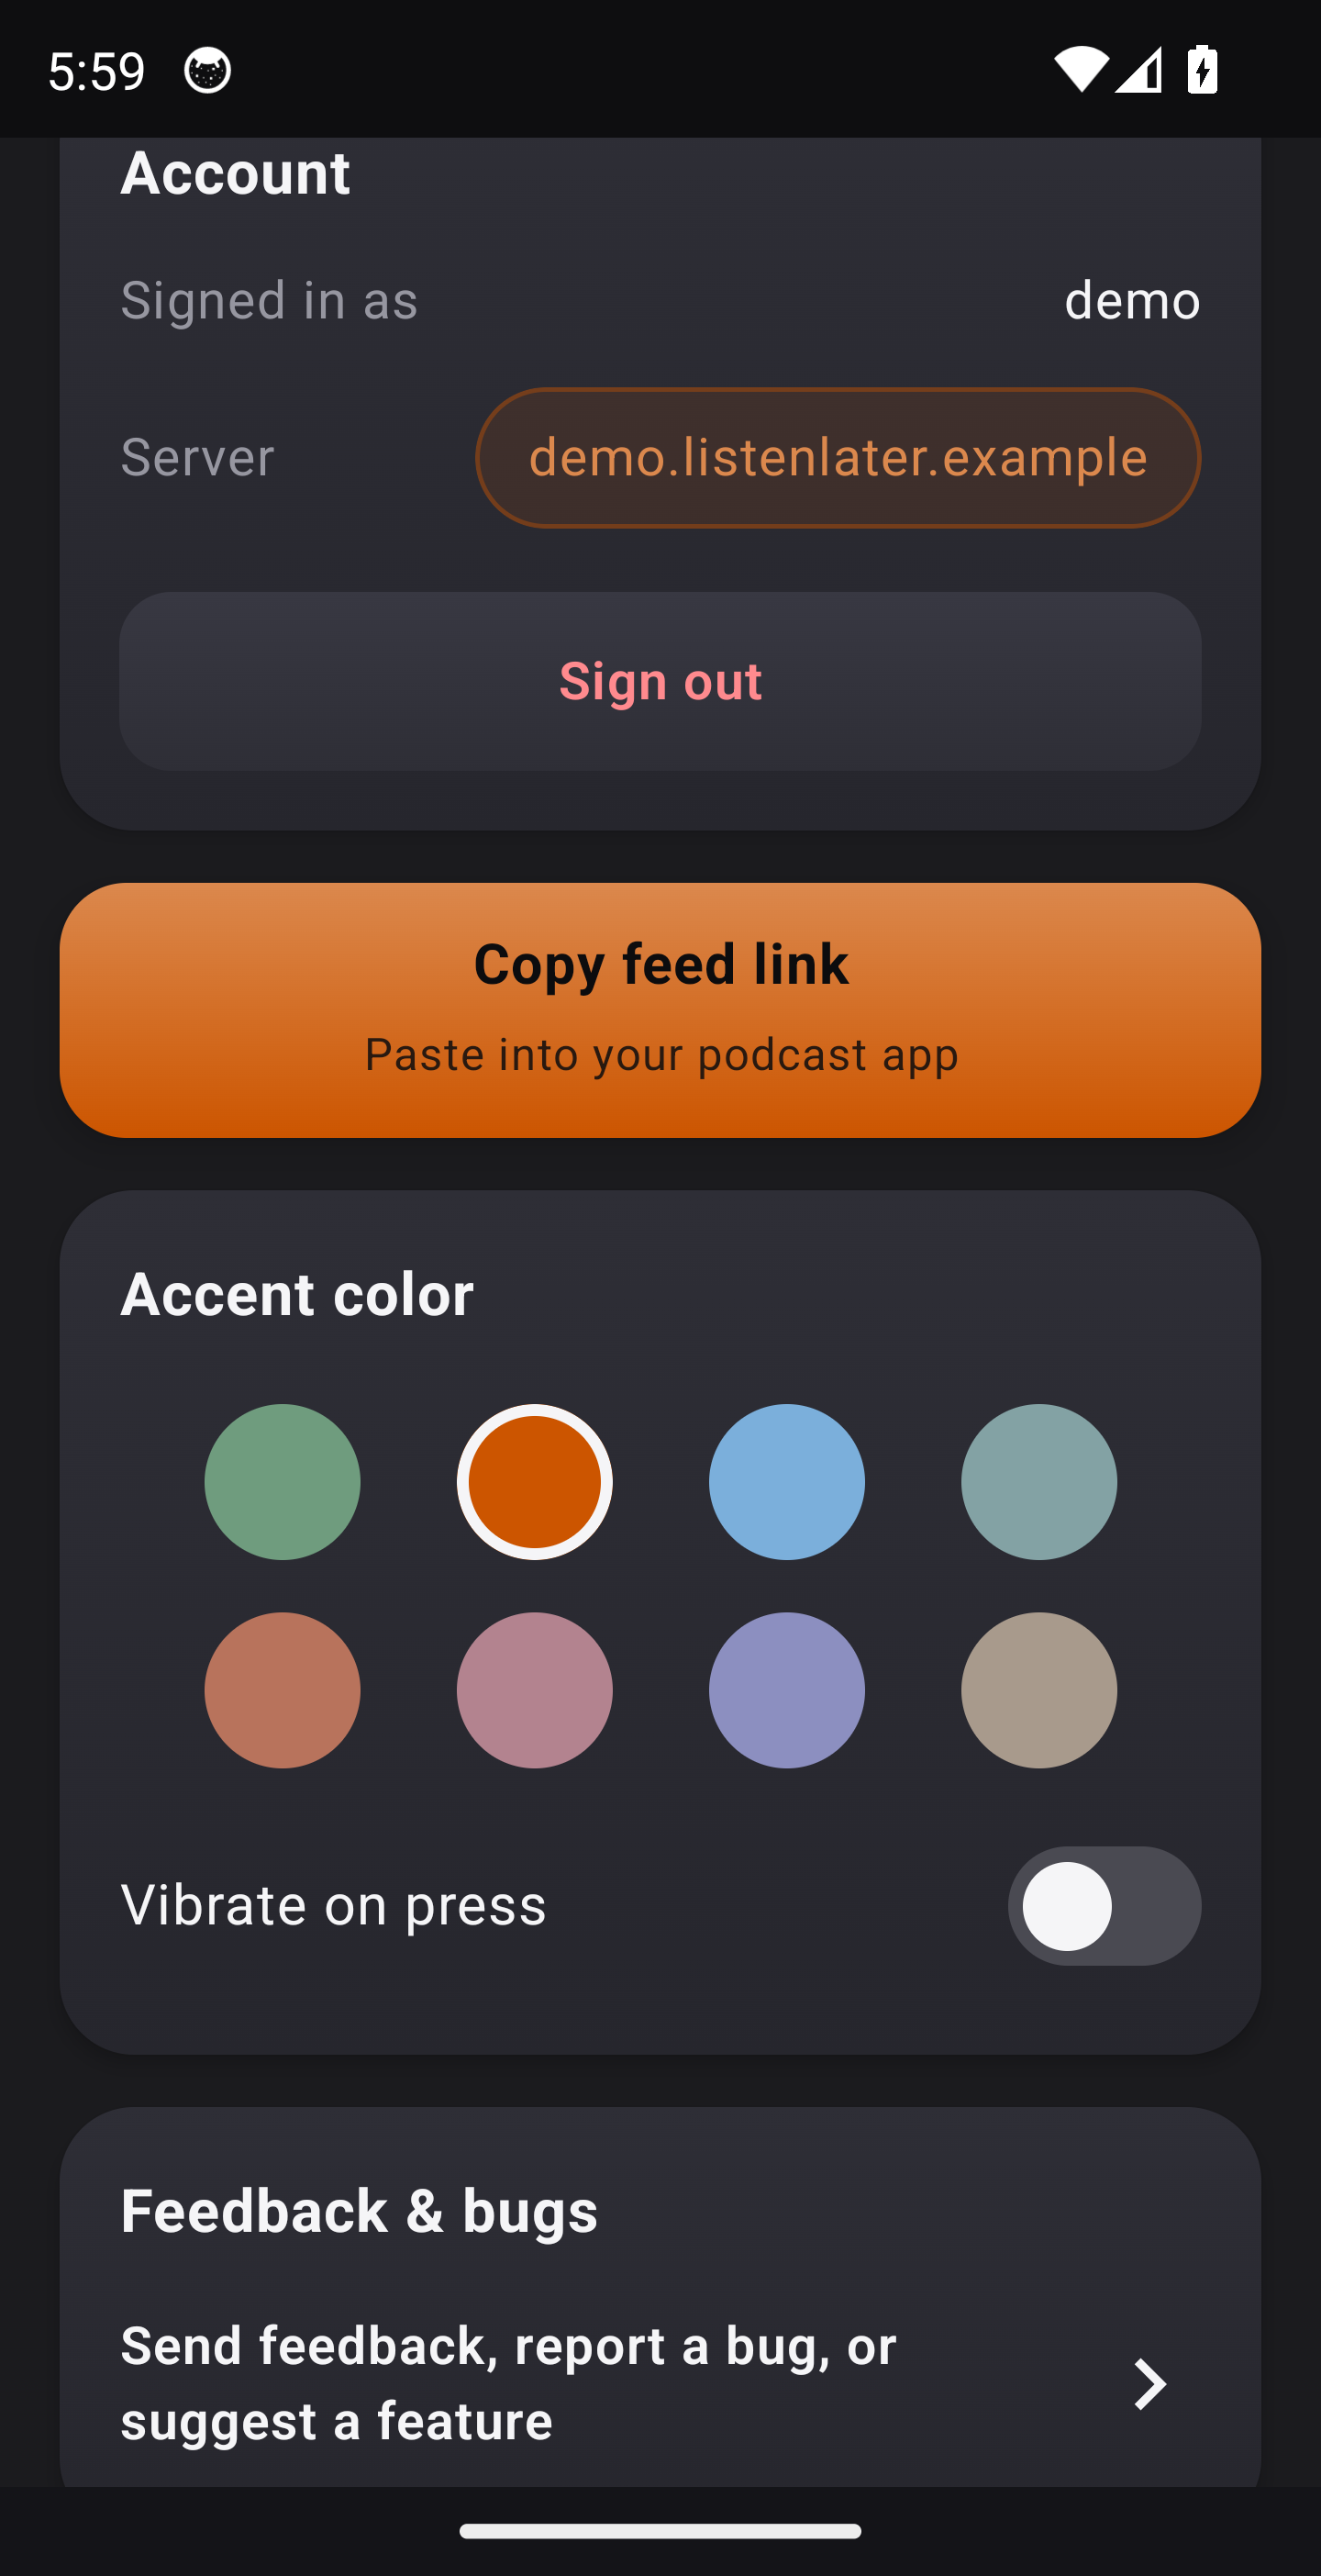 5:59
Account
Signed in as
demo
Server
demo.listenlater.example
Sign out
Copy feed link
Paste into your podcast app
Accent color
Vibrate on press
Feedback & bugs
Send feedback, report a bug, or
suggest a feature